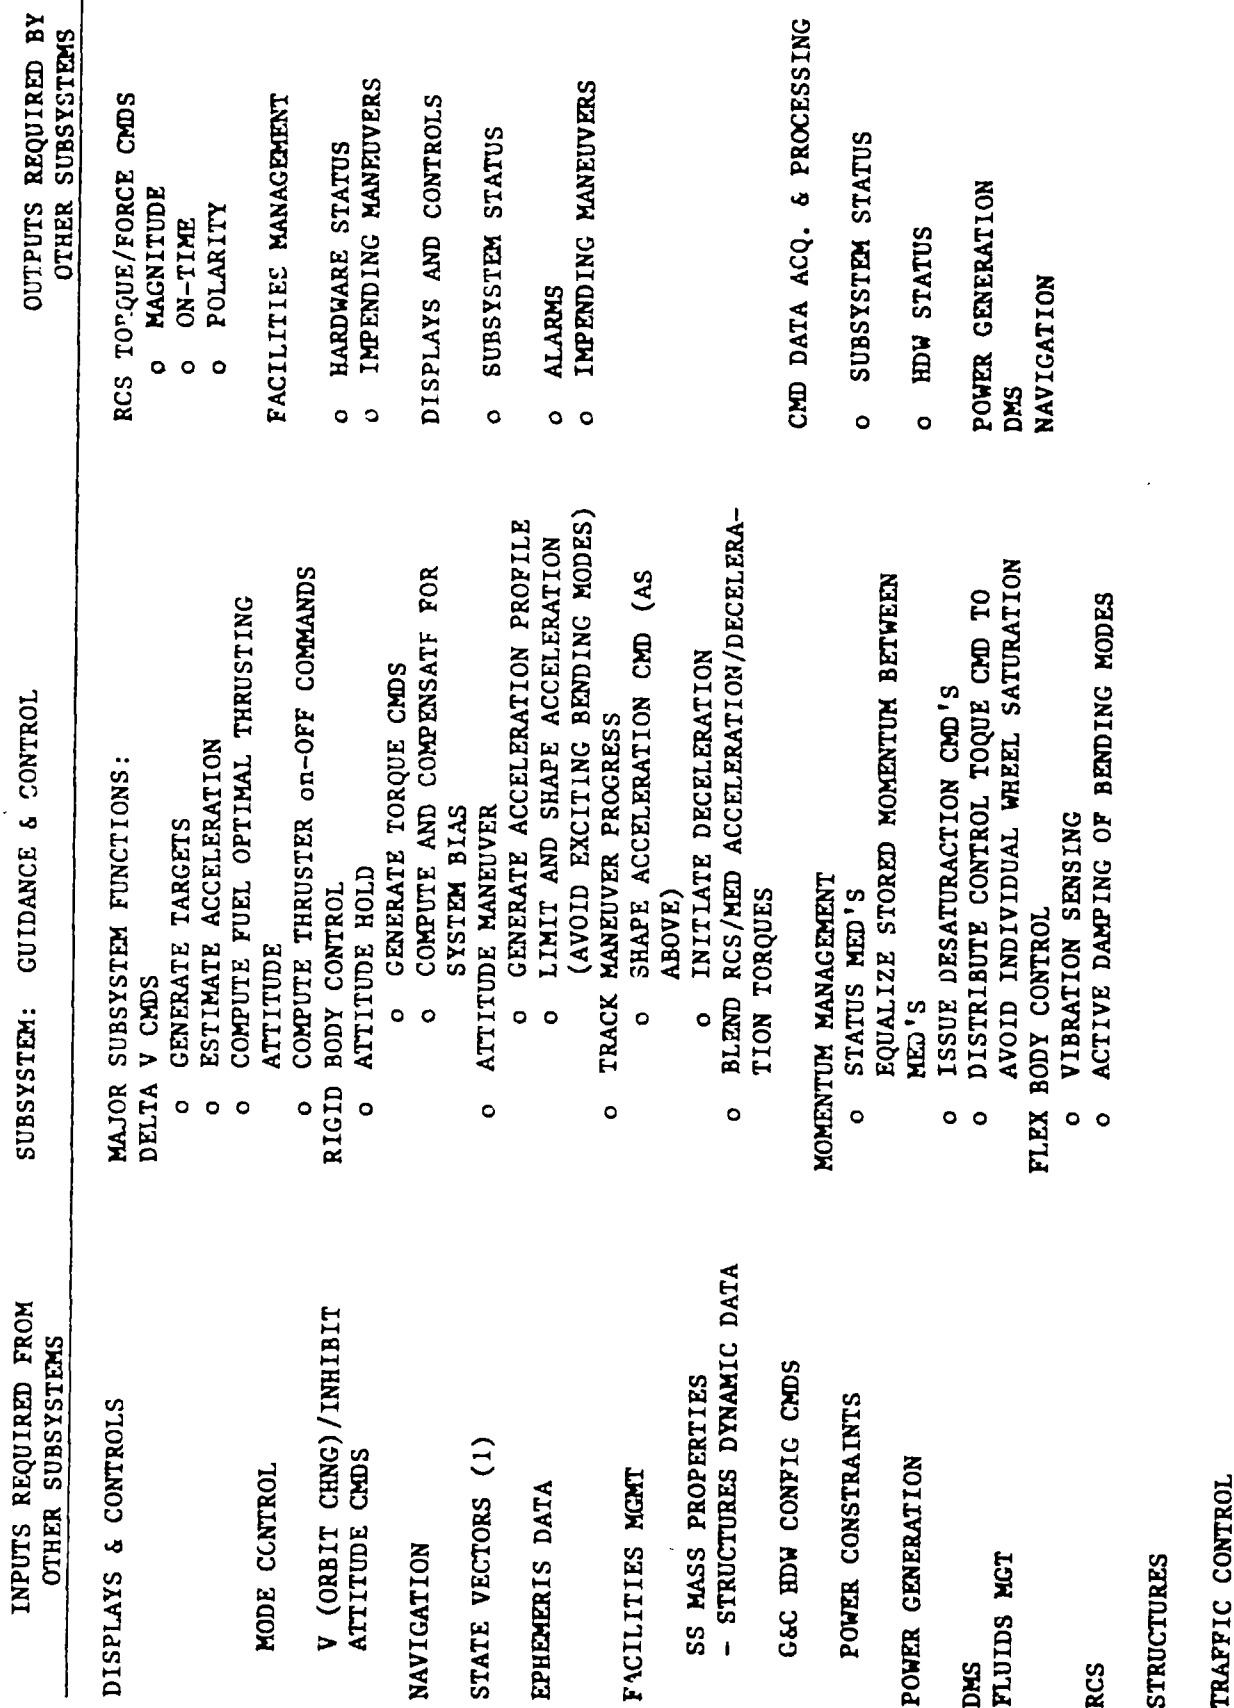 INPUTS REQUIRED FROM
OTHER SUBSYSTEMS
DISPLAYS & CONTROLS
MODE CONTROL
V (ORBIT CHNG)/INHIBIT
ATTITUDE CMDS
NAVIGATION
STATE VECTORS (1)
EPHEMERIS DATA
FACILITIES MGMT
SS MASS PROPERTIES
- STRUCTURES DYNAMIC DATA
G&C HDW CONFIG CMDS
POWER CONSTRAINTS
POWER GENERATION
DMS
FLUIDS MGT
RCS
STRUCTURES
TRAFFIC CONTROL
SUBSYSTEM: GUIDANCE & CONTROL
MAJOR SUBSYSTEM FUNCTIONS:
DELTA V CMDS
o GENERATE TARGETS
o ESTIMATE ACCELERATION
o COMPUTE FUEL OPTIMAL THRUSTING
ATTITUDE
o COMPUTE THRUSTER on-OFF COMMANDS
RIGID BODY CONTROL
o ATTITUDE HOLD
o GENERATE TORQUE CMDS
o COMPUTE AND COMPENSATF FOR
SYSTEM BIAS
o ATTITUDE MANEUVER
o GENERATE ACCELERATION PROFILE
o LIMIT AND SHAPE ACCELERATION
(AVOID EXCITING BENDING MODES)
o TRACK MANEUVER PROGRESS
o SHAPE ACCELERATION CMD (AS
ABOVE)
o INITIATE DECELERATION
o BLEND RCS/MED ACCELERATION/DECELERA-
TION TORQUES
MOMENTUM MANAGEMENT
o STATUS MED'S
EQUALIZE STORED MOMENTUM BETWEEN
MED'S
o ISSUE DESATURACTION CMD'S
o DISTRIBUTE CONTROL TOQUE CMD TO
AVOID INDIVIDUAL WHEEL SATURATION
FLEX BODY CONTROL
o VIBRATION SENSING
o ACTIVE DAMPING OF BENDING MODES
OUTPUTS REQUIRED BY
OTHER SUBSYSTEMS
RCS TORQUE/FORCE CMDS
o MAGNITUDE
o ON-TIME
o POLARITY
FACILITIES MANAGEMENT
o HARDWARE STATUS
o IMPENDING MANEUVERS
DISPLAYS AND CONTROLS
o SUBSYSTEM STATUS
o ALARMS
o IMPENDING MANEUVERS
CMD DATA ACQ. & PROCESSING
o SUBSYSTEM STATUS
o HDW STATUS
POWER GENERATION
DMS
NAVIGATION